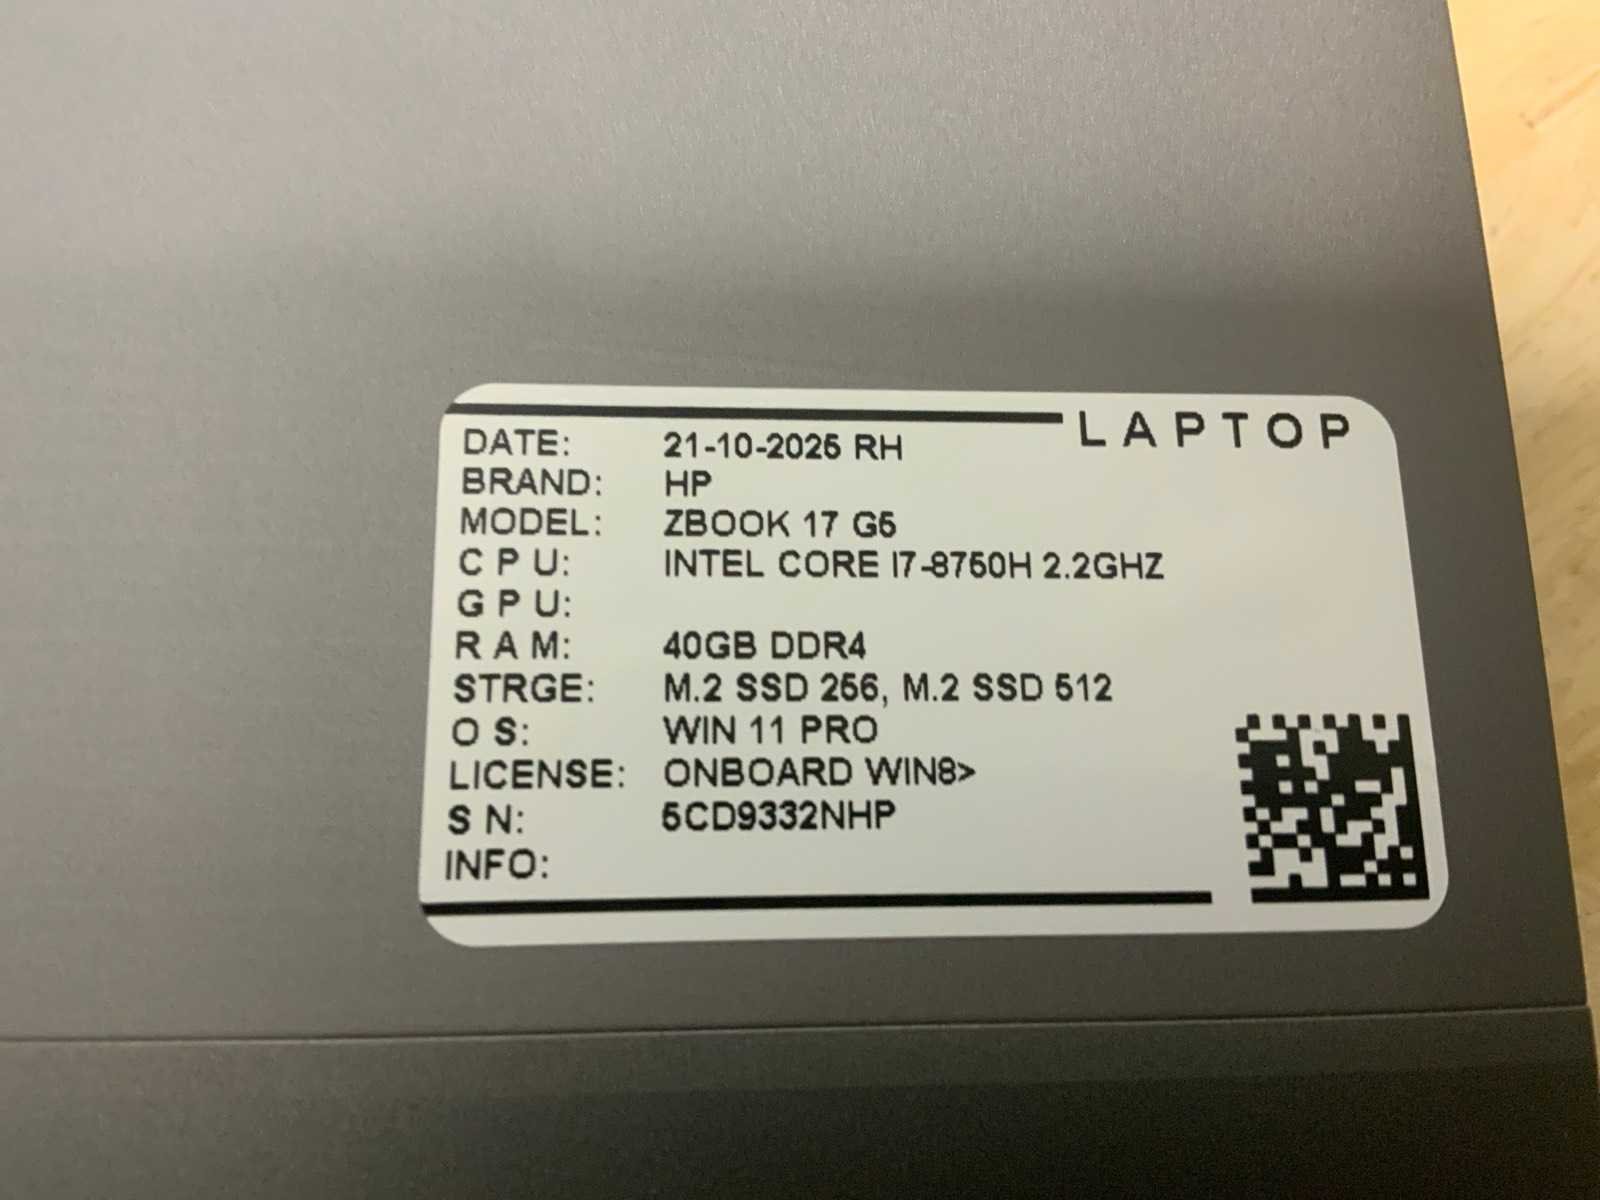 LAPTOP
DATE: 21-10-2025 RH
BRAND: HP
MODEL: ZBOOK 17 G5
C P U: INTEL CORE I7-8750H 2.2GHZ
G P U:
R A M: 40GB DDR4
STRGE: M.2 SSD 256, M.2 SSD 512
O S: WIN 11 PRO
LICENSE: ONBOARD WIN8>
S N: 5CD9332NHP
INFO: